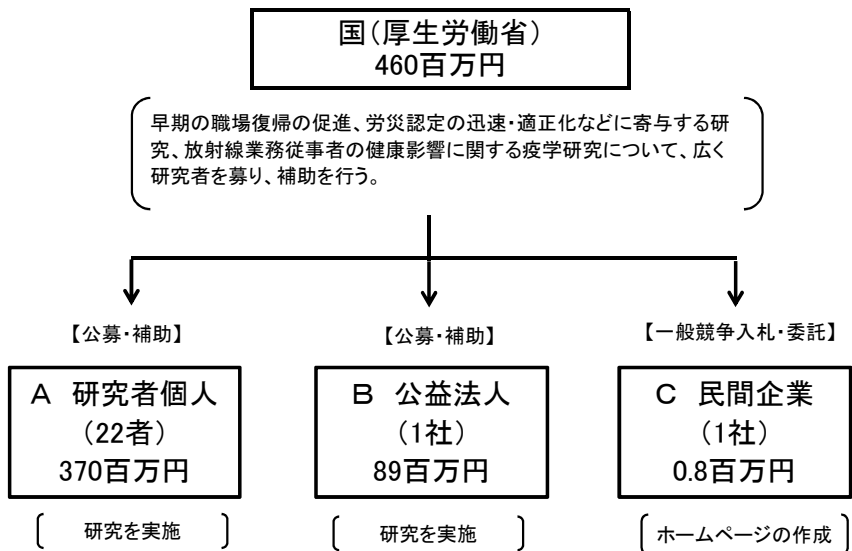 国(厚生労働省)
460百万円
早期の職場復帰の促進、労災認定の迅速・適正化などに寄与する研
究、放射線業務従事者の健康影響に関する疫学研究について、広く
研究者を募り、補助を行う。
【公募・補助】
【公募・補助】
【一般競争入札・委託】
A 研究者個人
(22者)
370百万円
B 公益法人
(1社)
89百万円
C 民間企業
(1社)
0.8百万円
研究を実施
研究を実施
ホームページの作成